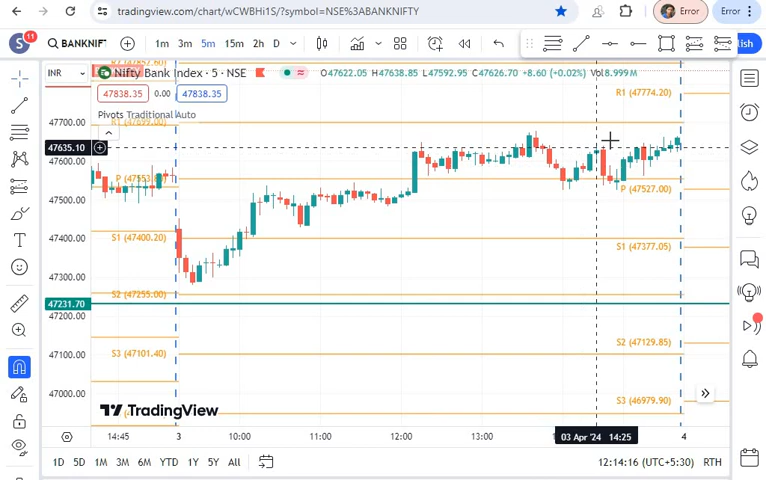 tradingview.com/chart/wCWBHi1S/?symbol=NSE%3ABANKNIFTY
Error
Error
S
11
BANKNIFT
1m 3m 5m 15m 2h D
lish
INR
Nifty Bank Index · 5 · NSE
O47622.05 H47638.85 L47592.95 C47626.70 +8.60 (+0.02%) Vol8.999 M
47838.35 0.00 47838.35
R1 (47774.20)
Pivots Traditional Auto
47700.00
47635.10
47600.00
P (47527.00)
47500.00
S1 (47400.20)
47400.00
S1 (47377.05)
47300.00
S2 (47255.00)
47231.70
S3 (47101.40)
47100.00
S2 (47129.85)
47000.00
S3 (46979.90)
TradingView
14:45 3 10:00 11:00 12:00 13:00 03 Apr '24 14:25 4
1D 5D 1M 3M 6M YTD 1Y 5Y All
12:14:16 (UTC+5:30) RTH